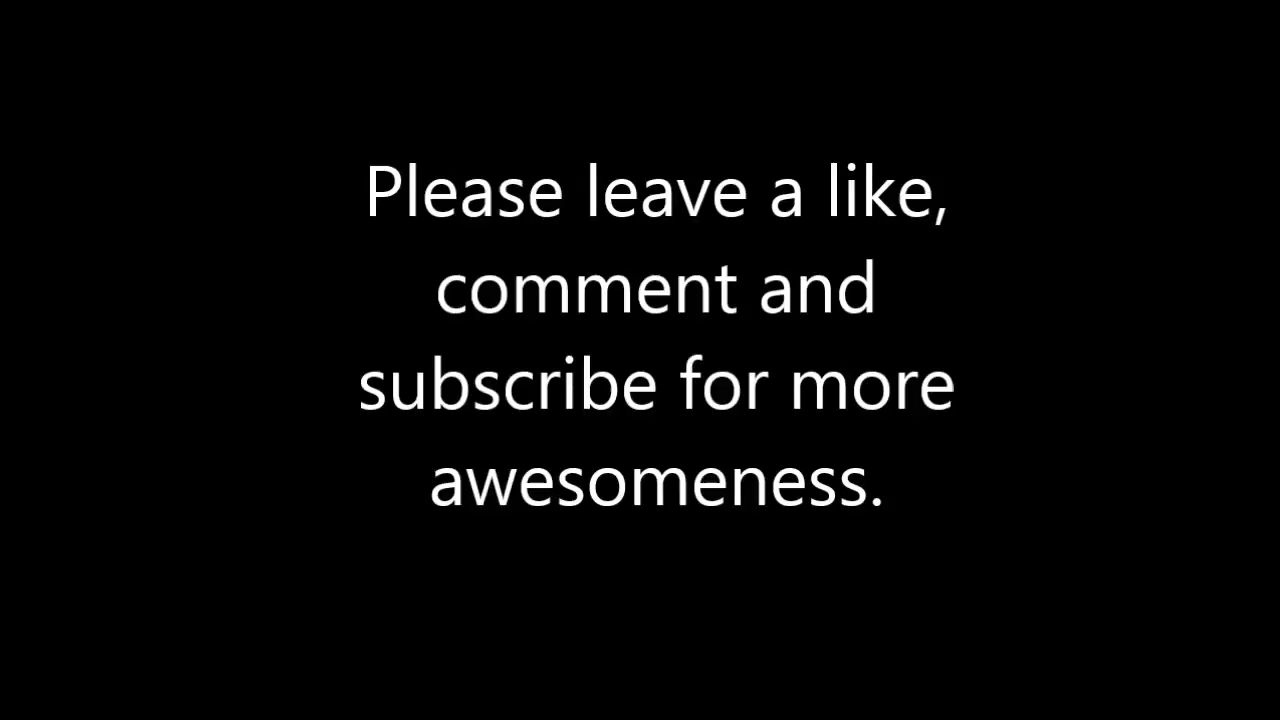 Please leave a like,
comment and
subscribe for more
awesomeness.